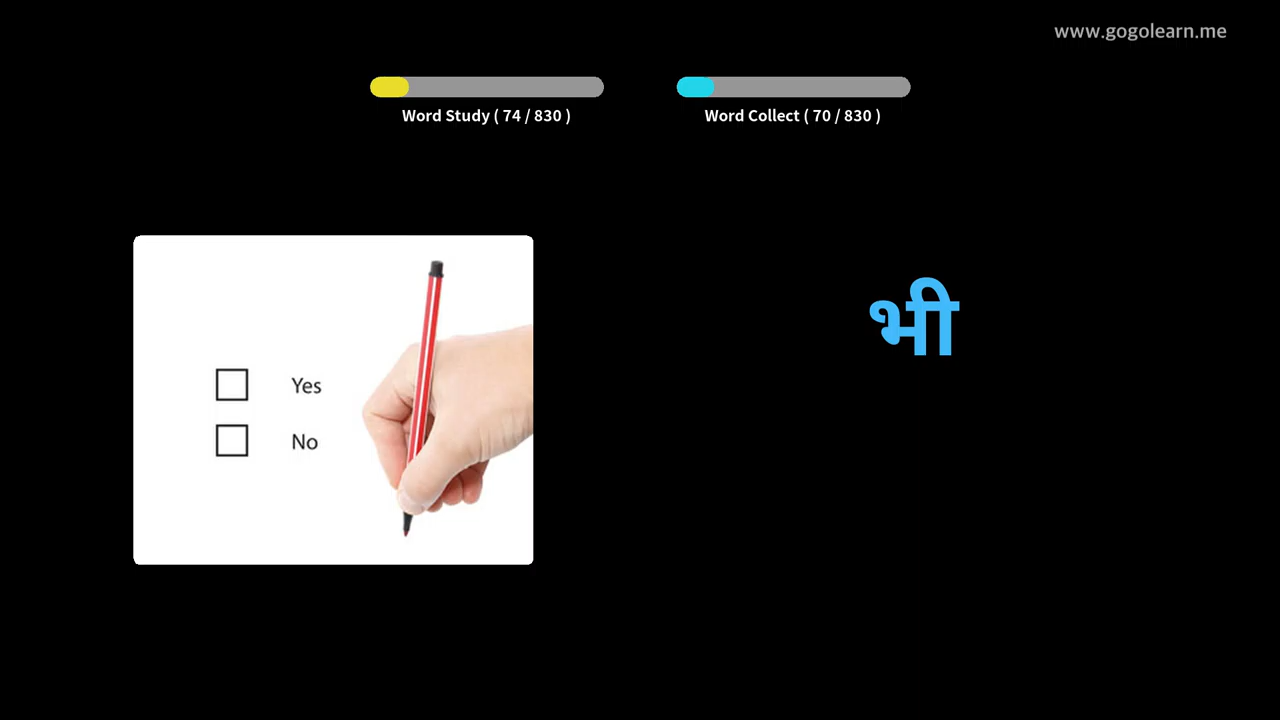 www.gogolearn.me
Word Study ( 74 / 830 )
Word Collect ( 70 / 830 )
Yes
No
भी